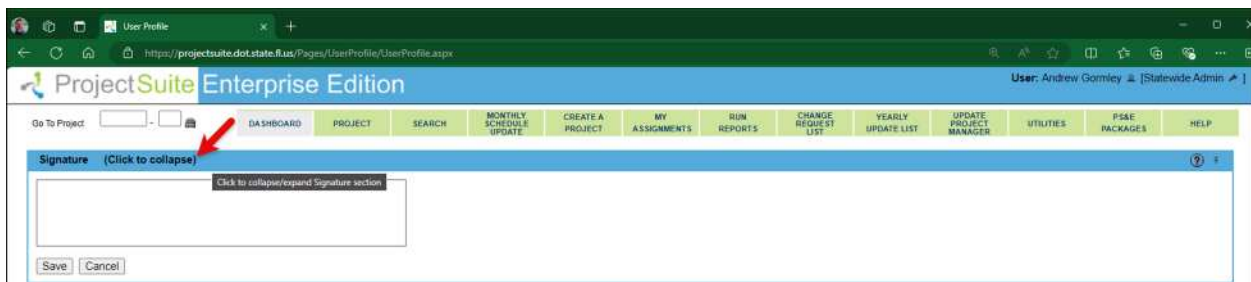 User Profile
https://projectsuite.dot.state.fl.us/Pages/UserProfile/UserProfile.aspx
ProjectSuite Enterprise Edition
User: Andrew Gormley [Statewide Admin
Go To Project - DASHBOARD PROJECT SEARCH MONTHLY SCHEDULE UPDATE CREATE A PROJECT MY ASSIGNMENTS RUN REPORTS CHANGE REQUEST LIST YEARLY UPDATE LIST UPDATE PROJECT MANAGER UTILITIES PS&E PACKAGES HELP
Signature (Click to collapse)
Click to collapse/expand Signature section
Save Cancel